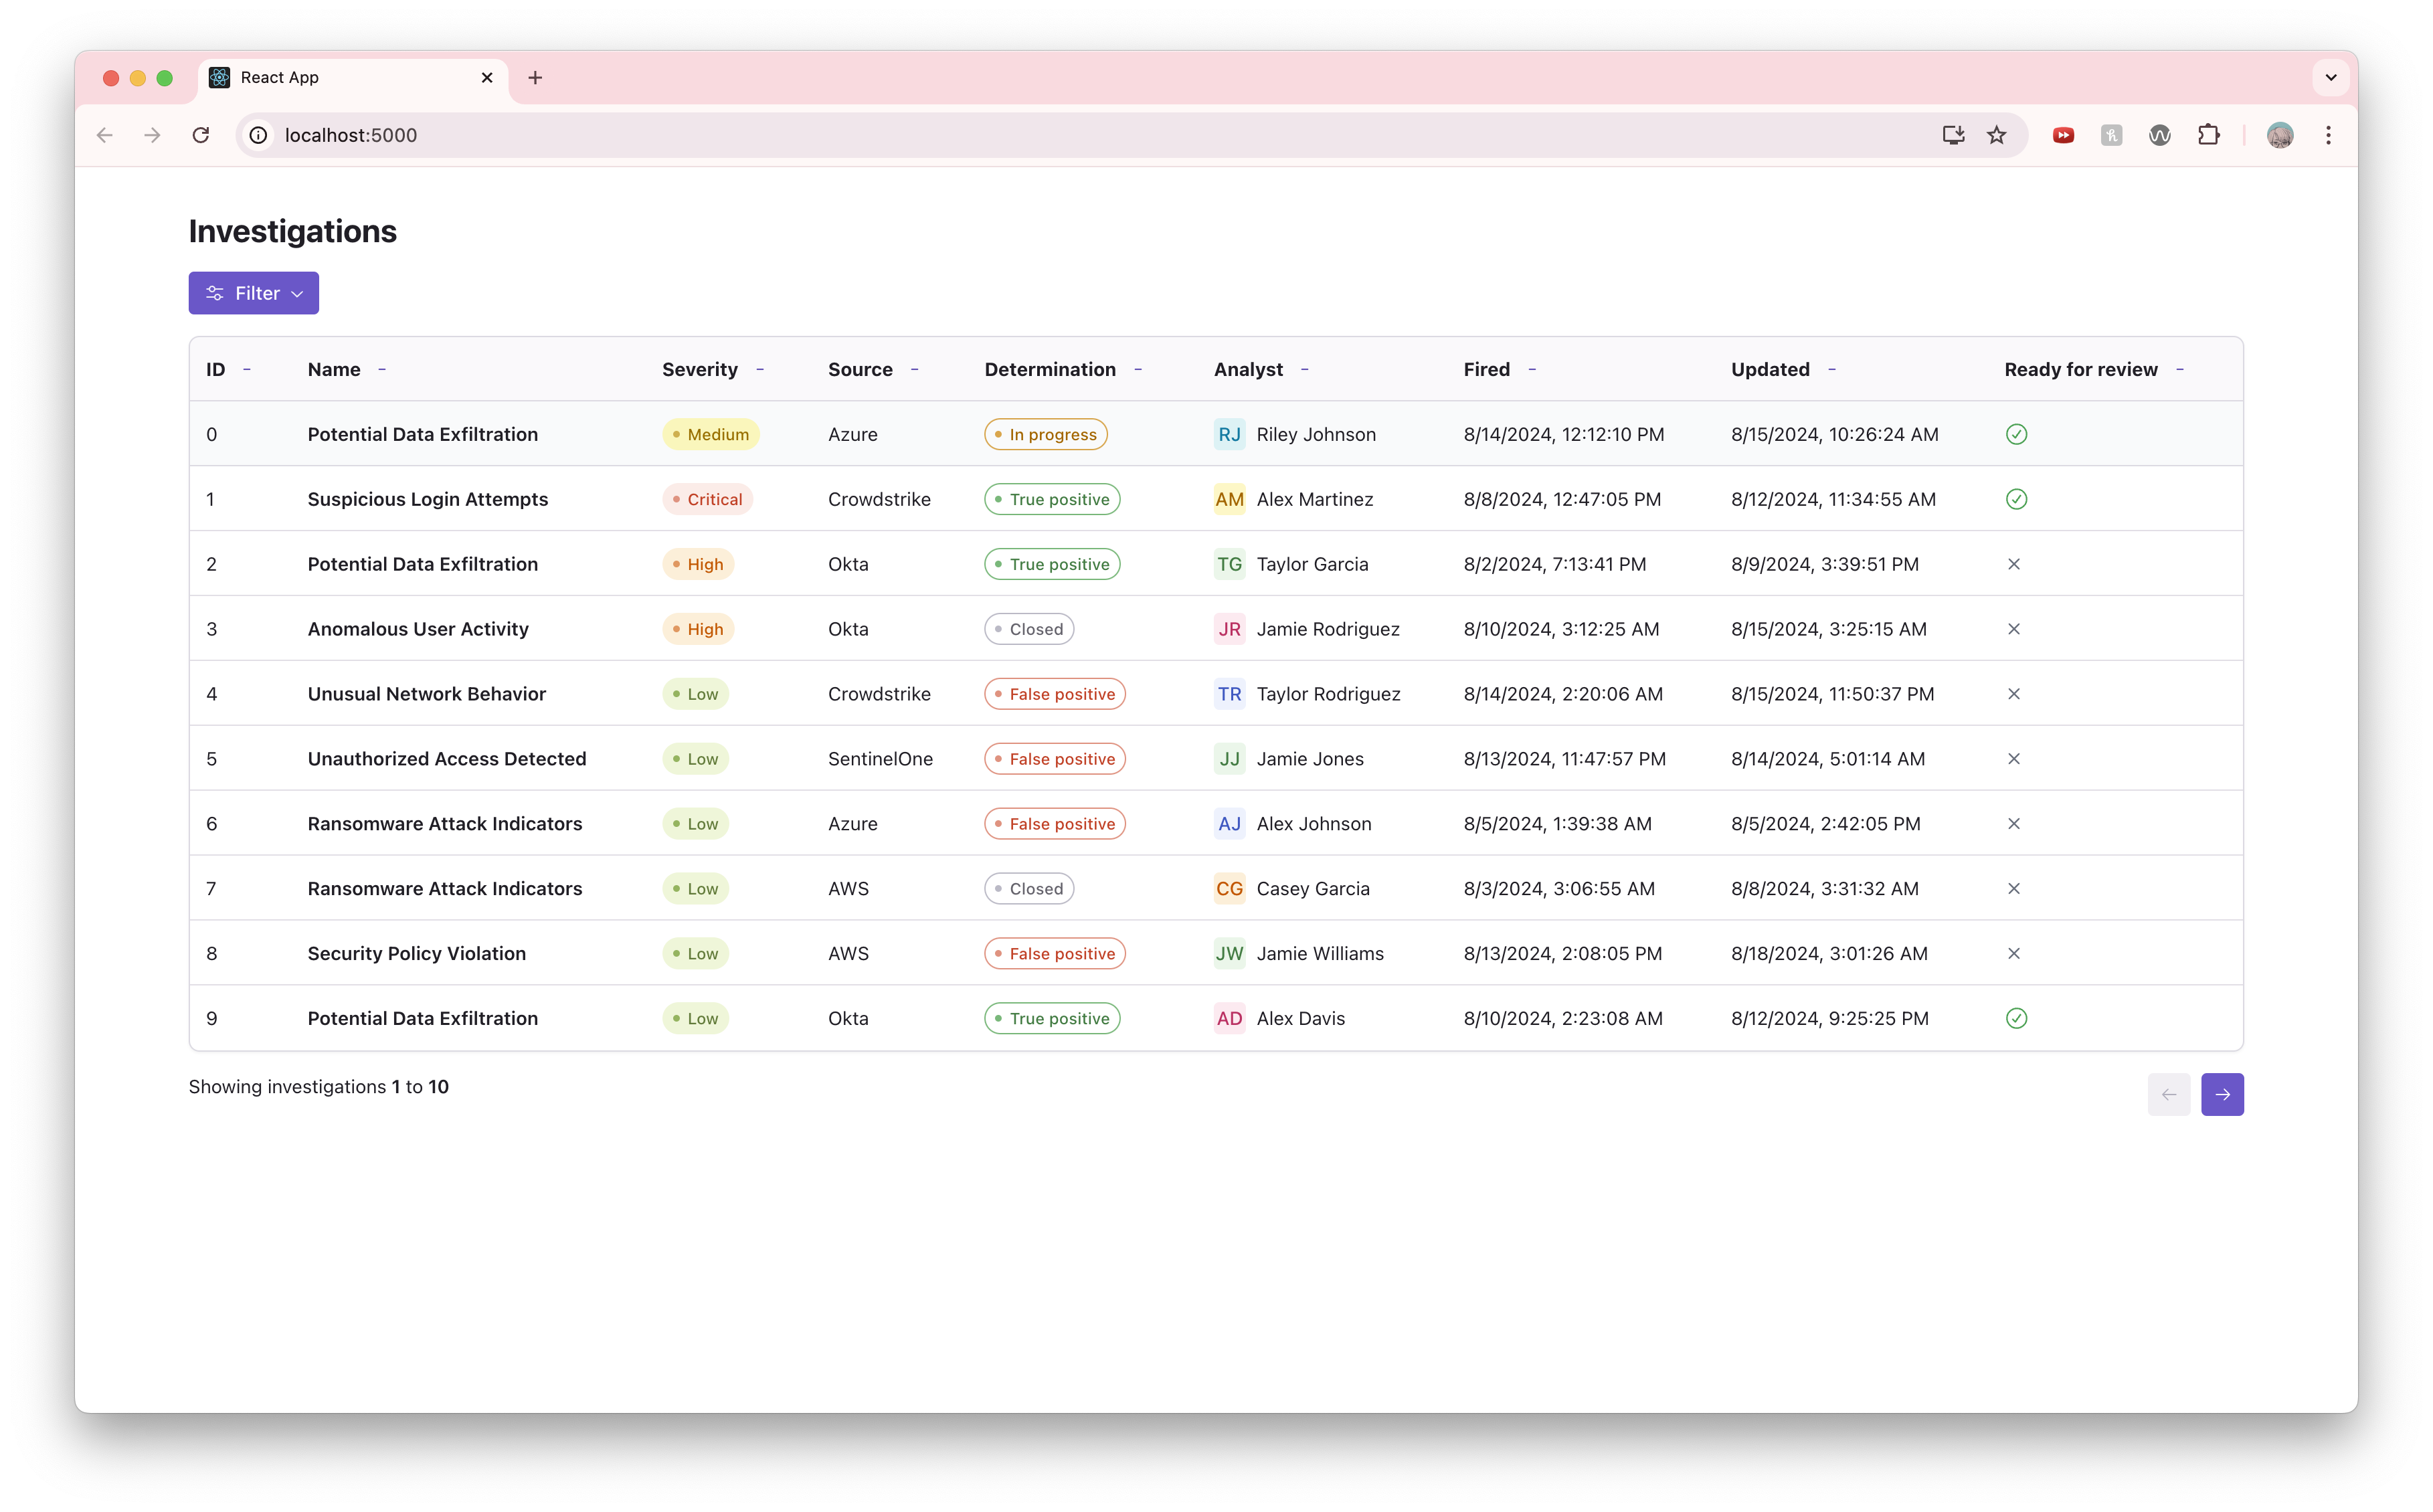 React App
localhost:5000
Investigations
Filter
ID - Name - Severity - Source - Determination - Analyst - Fired - Updated - Ready for review -
0 Potential Data Exfiltration Medium Azure In progress RJ Riley Johnson 8/14/2024, 12:12:10 PM 8/15/2024, 10:26:24 AM
1 Suspicious Login Attempts Critical Crowdstrike True positive AM Alex Martinez 8/8/2024, 12:47:05 PM 8/12/2024, 11:34:55 AM
2 Potential Data Exfiltration High Okta True positive TG Taylor Garcia 8/2/2024, 7:13:41 PM 8/9/2024, 3:39:51 PM
3 Anomalous User Activity High Okta Closed JR Jamie Rodriguez 8/10/2024, 3:12:25 AM 8/15/2024, 3:25:15 AM
4 Unusual Network Behavior Low Crowdstrike False positive TR Taylor Rodriguez 8/14/2024, 2:20:06 AM 8/15/2024, 11:50:37 PM
5 Unauthorized Access Detected Low SentinelOne False positive JJ Jamie Jones 8/13/2024, 11:47:57 PM 8/14/2024, 5:01:14 AM
6 Ransomware Attack Indicators Low Azure False positive AJ Alex Johnson 8/5/2024, 1:39:38 AM 8/5/2024, 2:42:05 PM
7 Ransomware Attack Indicators Low AWS Closed CG Casey Garcia 8/3/2024, 3:06:55 AM 8/8/2024, 3:31:32 AM
8 Security Policy Violation Low AWS False positive JW Jamie Williams 8/13/2024, 2:08:05 PM 8/18/2024, 3:01:26 AM
9 Potential Data Exfiltration Low Okta True positive AD Alex Davis 8/10/2024, 2:23:08 AM 8/12/2024, 9:25:25 PM
Showing investigations 1 to 10